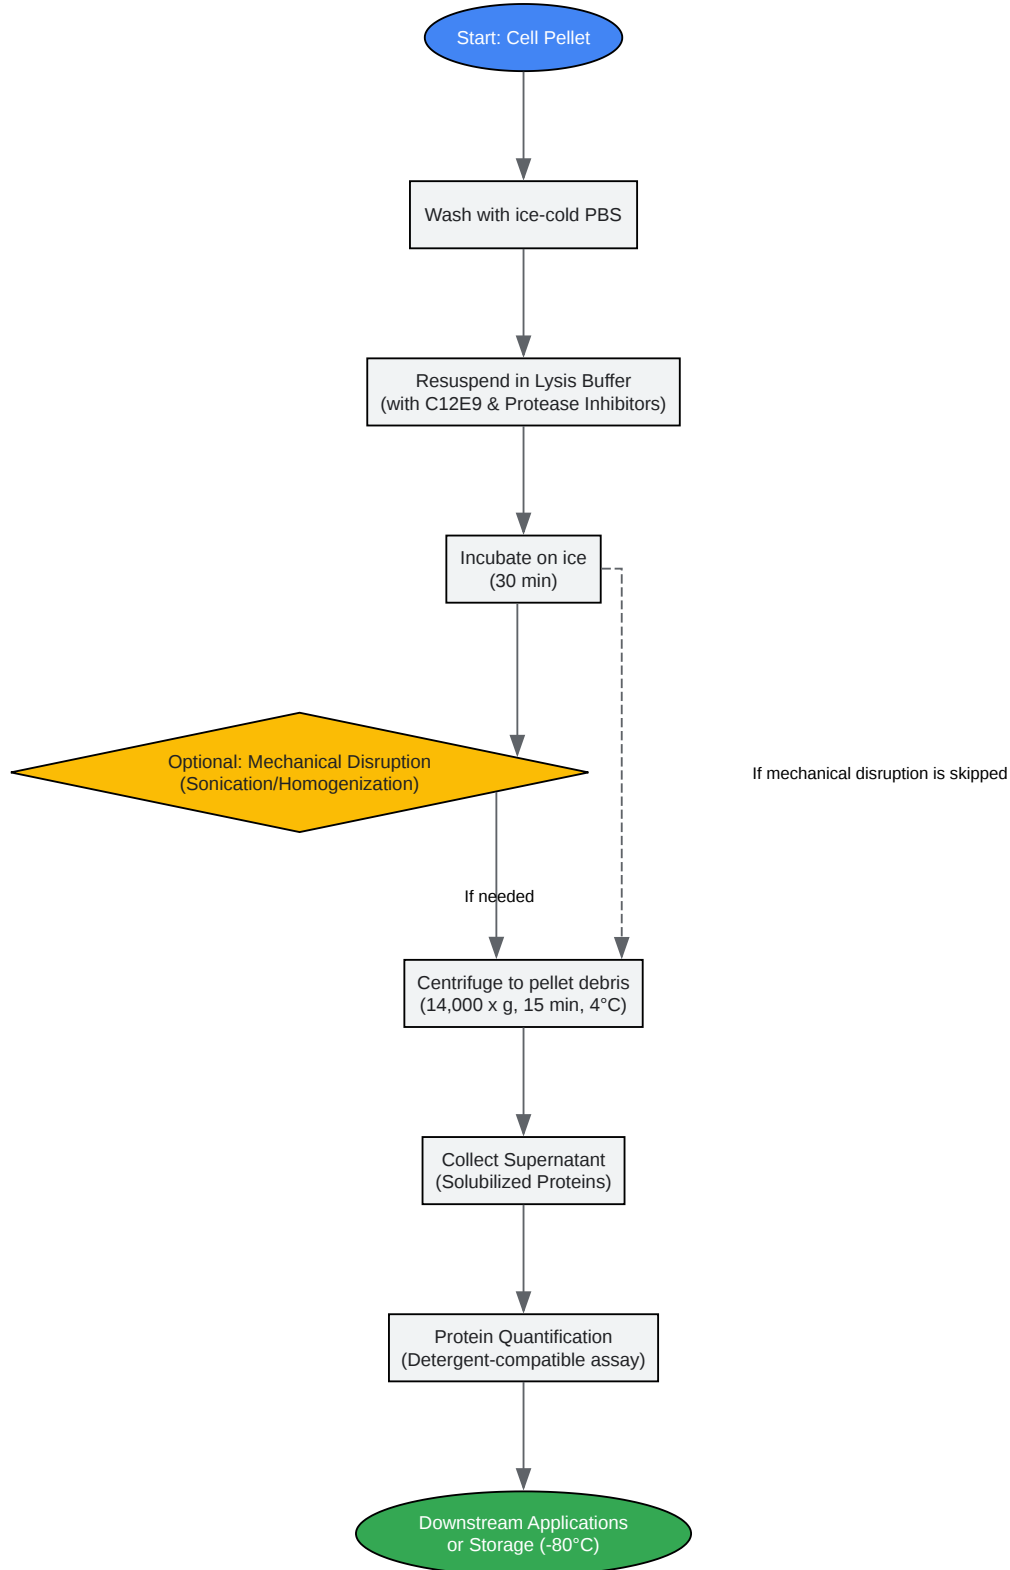 Start: Cell Pellet
Wash with ice-cold PBS
Resuspend in Lysis Buffer
(with C12E9 & Protease Inhibitors)
Incubate on ice
(30 min)
Optional: Mechanical Disruption
(Sonication/Homogenization)
If mechanical disruption is skipped
If needed
Centrifuge to pellet debris
(14,000 x g, 15 min, 4°C)
Collect Supernatant
(Solubilized Proteins)
Protein Quantification
(Detergent-compatible assay)
Downstream Applications
or Storage (-80°C)